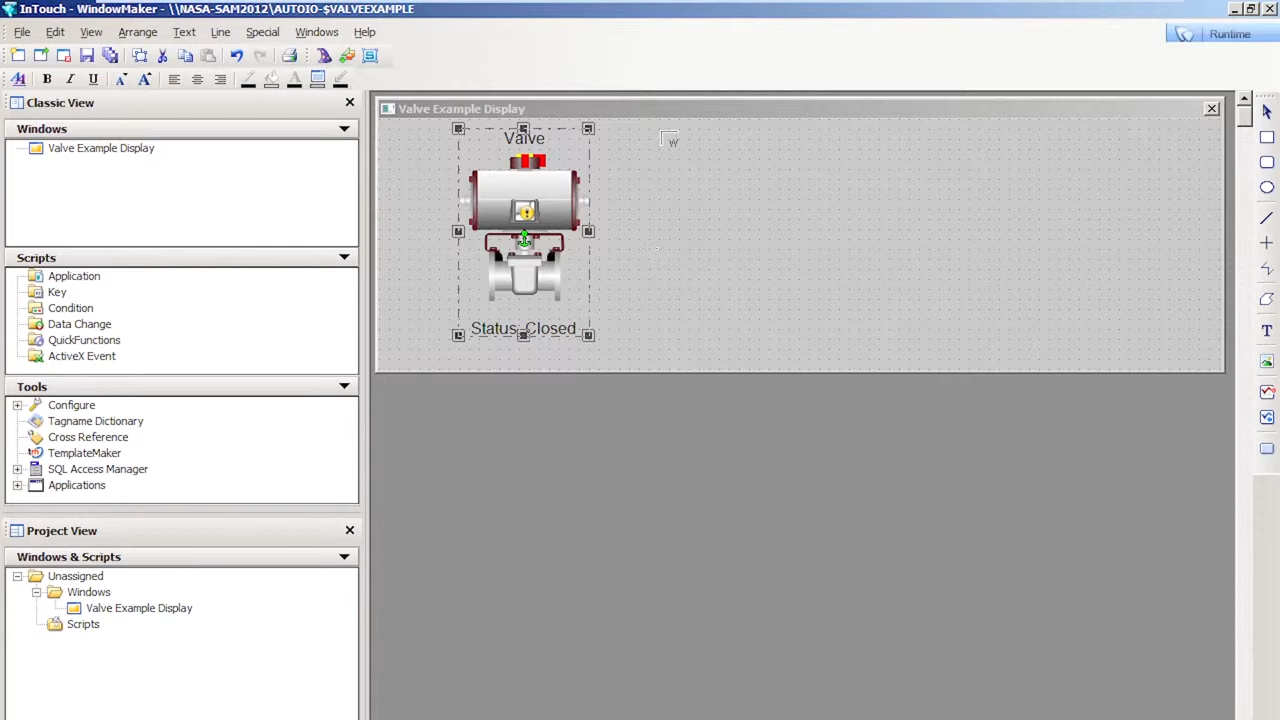 InTouch - WindowMaker - \\NASA-SAM2012\AUTOIO-$VALVEEXAMPLE
File Edit View Arrange Text Line Special Windows Help
Runtime
B I U A A
Classic View
Windows
Valve Example Display
Scripts
Application
Key
Condition
Data Change
QuickFunctions
ActiveX Event
Tools
Configure
Tagname Dictionary
Cross Reference
TemplateMaker
SQL Access Manager
Applications
Project View
Windows & Scripts
Unassigned
Windows
Valve Example Display
Scripts
Valve Example Display
Valve
W
Status Closed
T